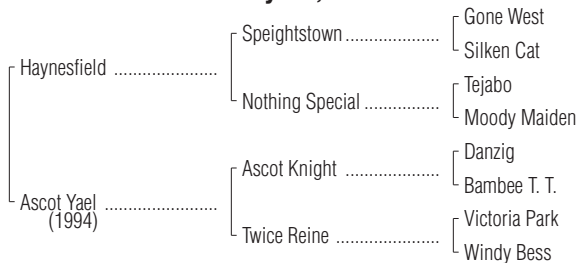 Gone West
Speightstown ....................
Silken Cat
Haynesfield ......................
Tejabo
Nothing Special ................
Moody Maiden
Danzig
Ascot Knight .....................
Bambee T. T.
Ascot Yael ........................
(1994)
Victoria Park
Twice Reine ......................
Windy Bess